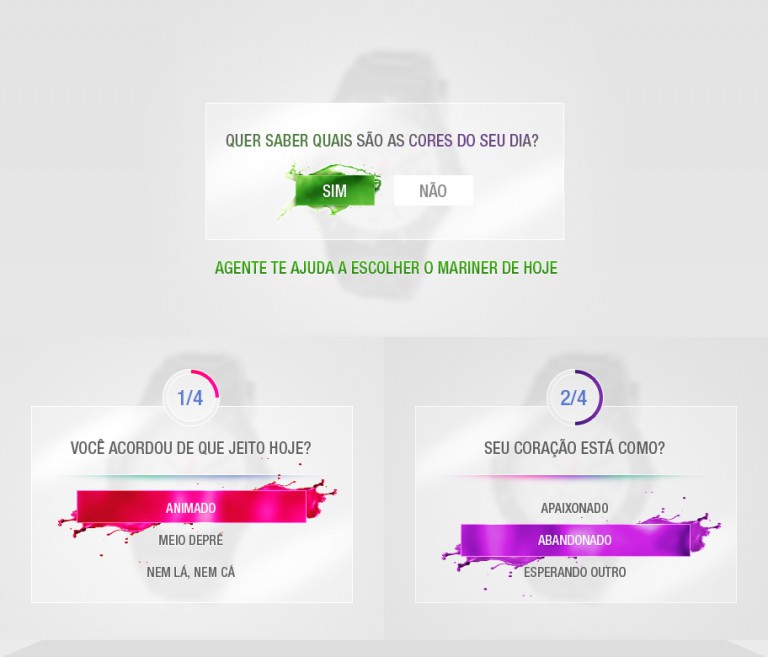 QUER SABER QUAIS SÃO AS CORES DO SEU DIA?
SIM
NÃO
AGENTE TE AJUDA A ESCOLHER O MARINER DE HOJE
1/4
VOCÊ ACORDOU DE QUE JEITO HOJE?
ANIMADO
MEIO DEPRÊ
NEM LÁ, NEM CÁ
2/4
SEU CORAÇÃO ESTÁ COMO?
APAIXONADO
ABANDONADO
ESPERANDO OUTRO